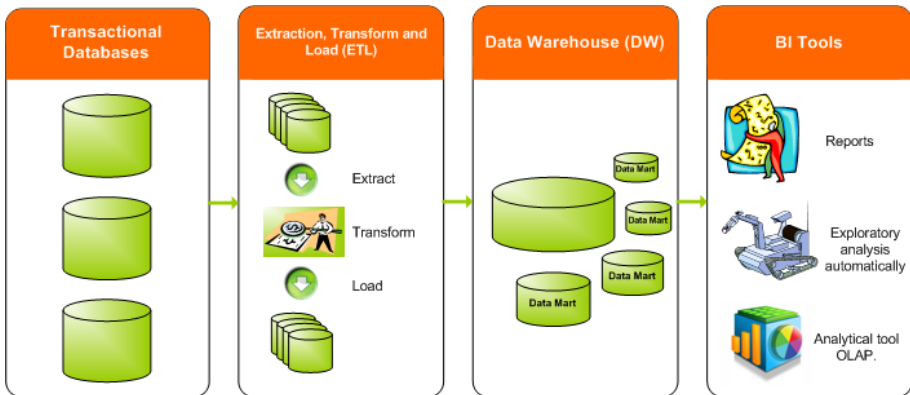 Transactional
Databases
Extraction, Transform and
Load (ETL)
Data Warehouse (DW)
BI Tools
Extract
Transform
Load
Data Mart
Data Mart
Data Mart
Data Mart
Reports
Exploratory
analysis
automatically
Analytical tool
OLAP.